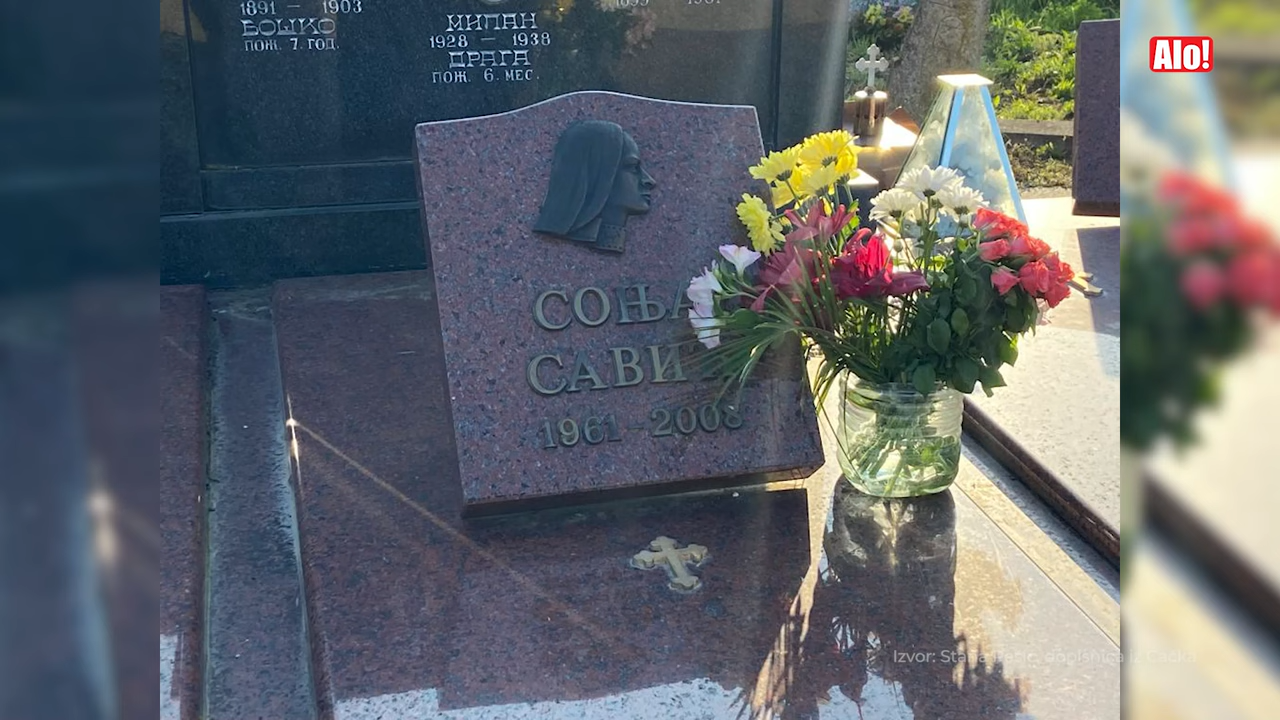 1891 – 1903
БОШКО
ПОЖ. 7. ГОД.
МИЛАН
1928 – 1938
ДРАГА
ПОЖ. 6. МЕС.
Alo!
СОЊА
САВИ
1961-2008
Izvor: